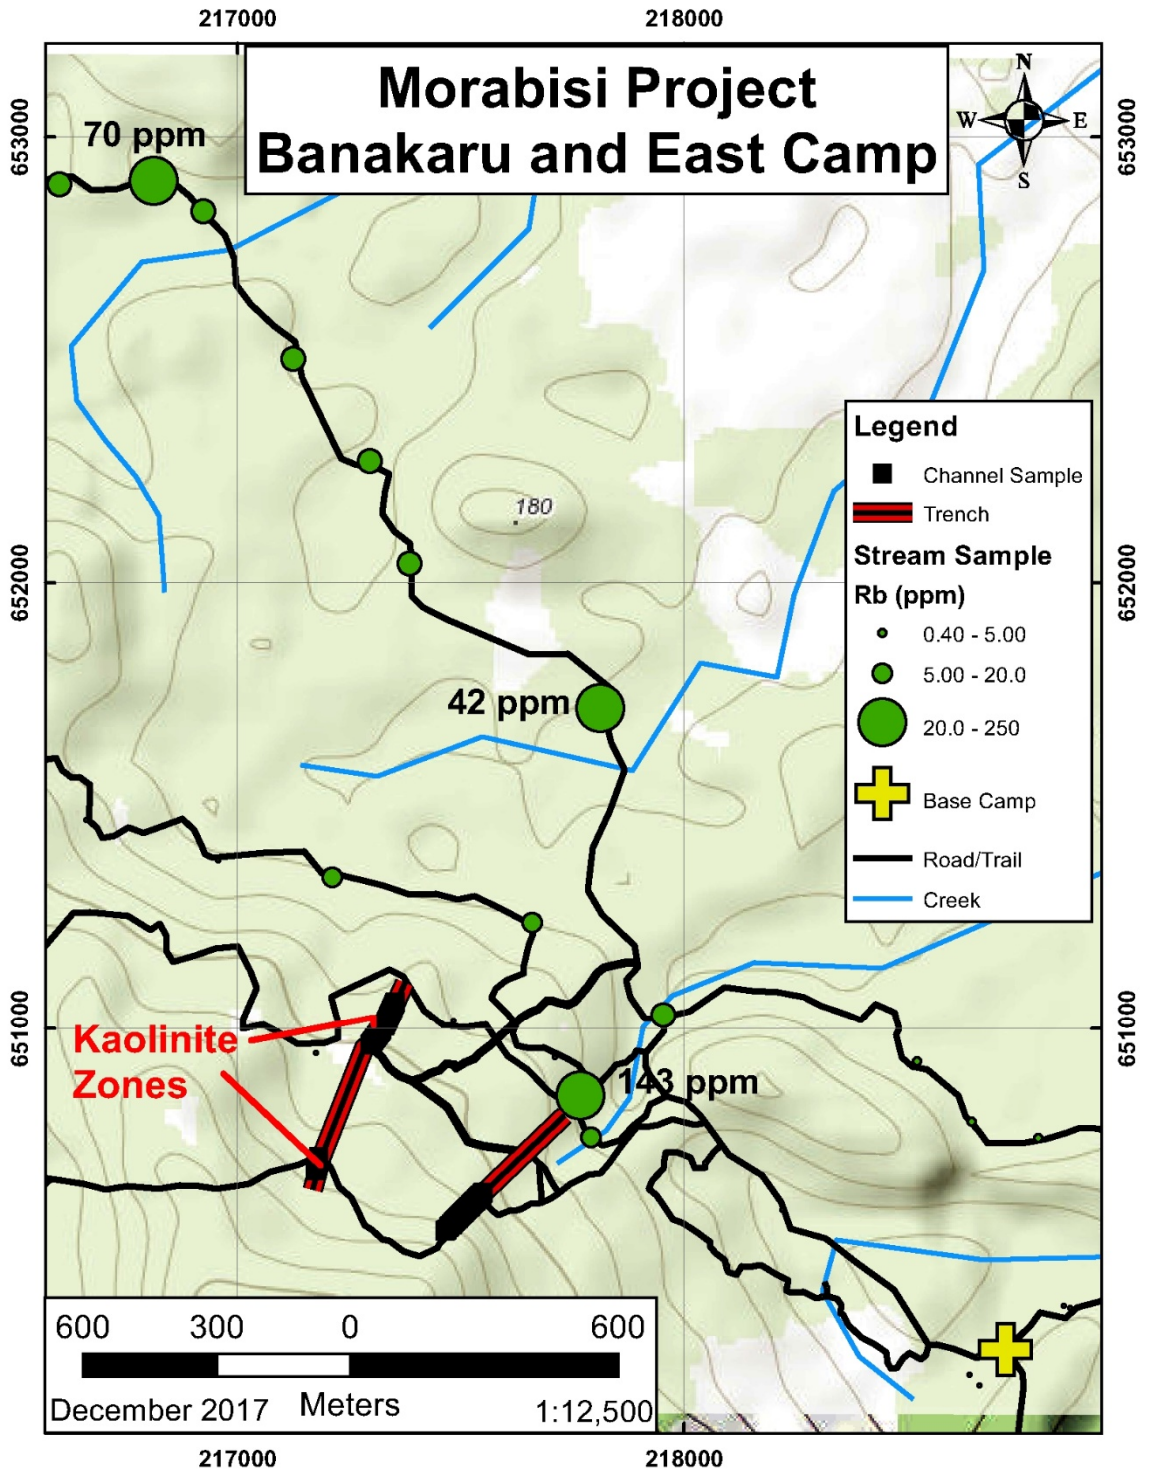 217000
218000
Morabisi Project
Banakaru and East Camp
N
W
E
S
653000
653000
70 ppm
180
Legend
Channel Sample
Trench
Stream Sample
Rb (ppm)
0.40 - 5.00
5.00 - 20.0
20.0 - 250
Base Camp
Road/Trail
Creek
652000
652000
42 ppm
651000
651000
Kaolinite
Zones
143 ppm
600 300 0 600
Meters
December 2017
1:12,500
217000
218000